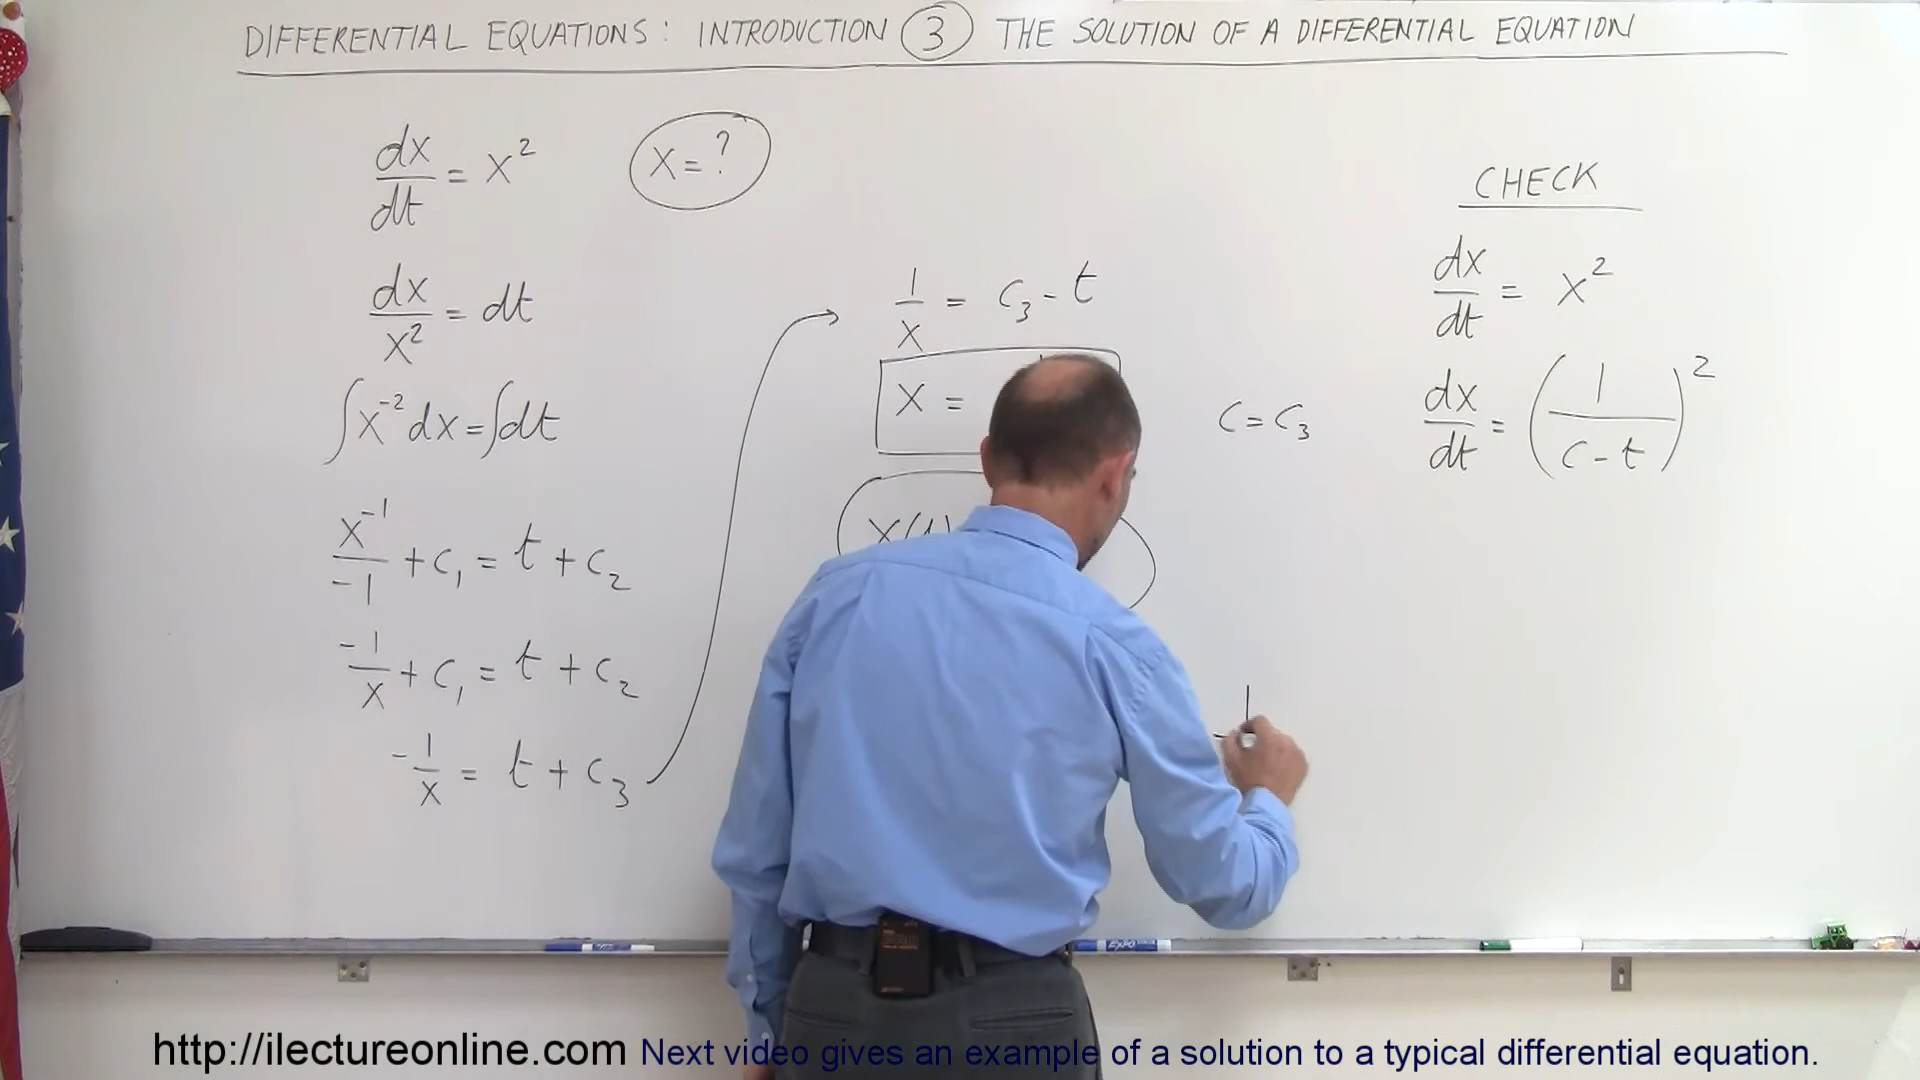 DIFFERENTIAL EQUATIONS: INTRODUCTION 3 THE SOLUTION OF A DIFFERENTIAL EQUATION
dx/dt = x²
x = ?
dx/x² = dt
∫x⁻²dx = ∫dt
x⁻¹/-1 + C₁ = t + C₂
-1/x + C₁ = t + C₂
-1/x = t + C₃
1/x = C₃ - t
x =
C = C₃
CHECK
dx/dt = x²
dx/dt = (1/(C - t))²
EXPO
http://ilectureonline.com Next video gives an example of a solution to a typical differential equation.